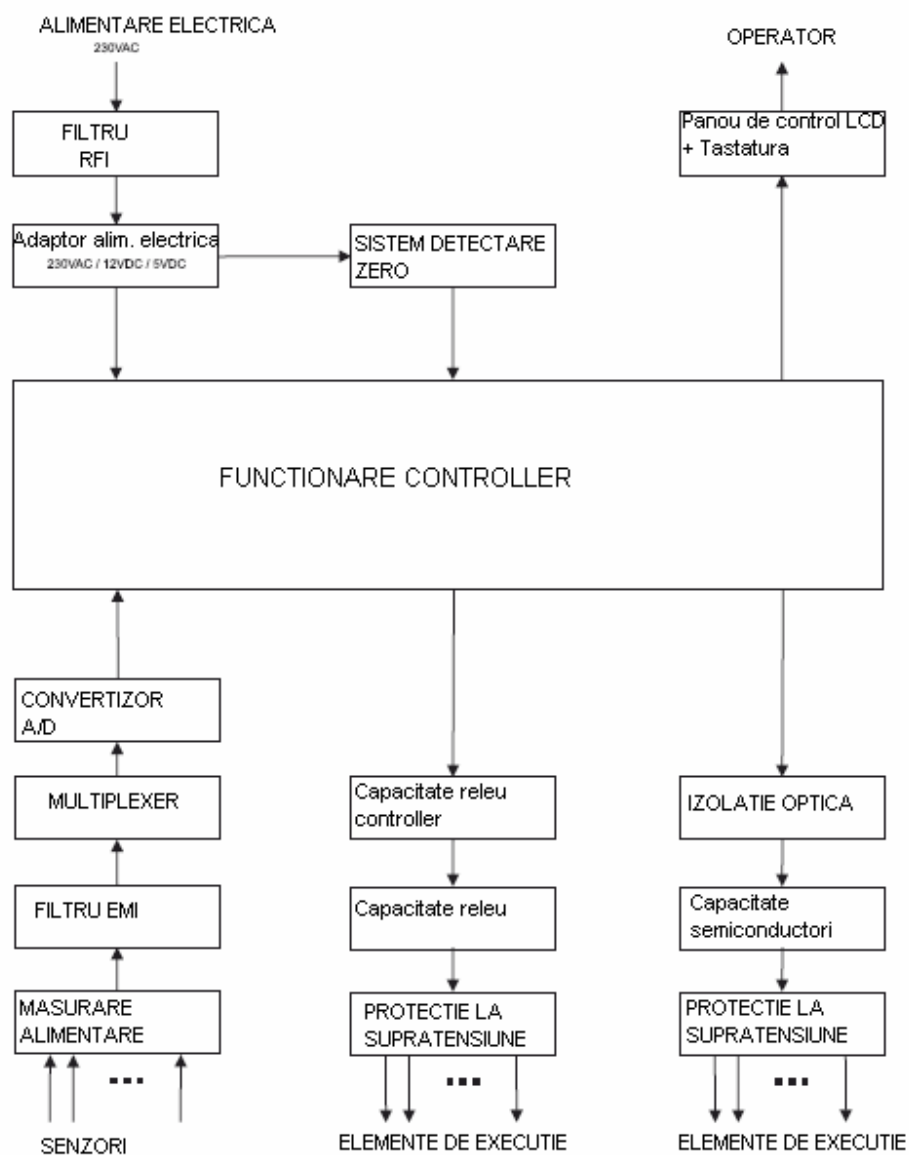 ALIMENTARE ELECTRICA
230VAC
OPERATOR
FILTRU
RFI
Panou de control LCD
+ Tastatura
Adaptor alim. electrica
230VAC / 12VDC / 5VDC
SISTEM DETECTARE
ZERO
FUNCTIONARE CONTROLLER
CONVERTIZOR
A/D
MULTIPLEXER
Capacitate releu
controller
IZOLATIE OPTICA
FILTRU EMI
Capacitate releu
Capacitate
semiconductori
MASURARE
ALIMENTARE
PROTECTIE LA
SUPRATENSIUNE
PROTECTIE LA
SUPRATENSIUNE
SENZORI
ELEMENTE DE EXECUTIE
ELEMENTE DE EXECUTIE